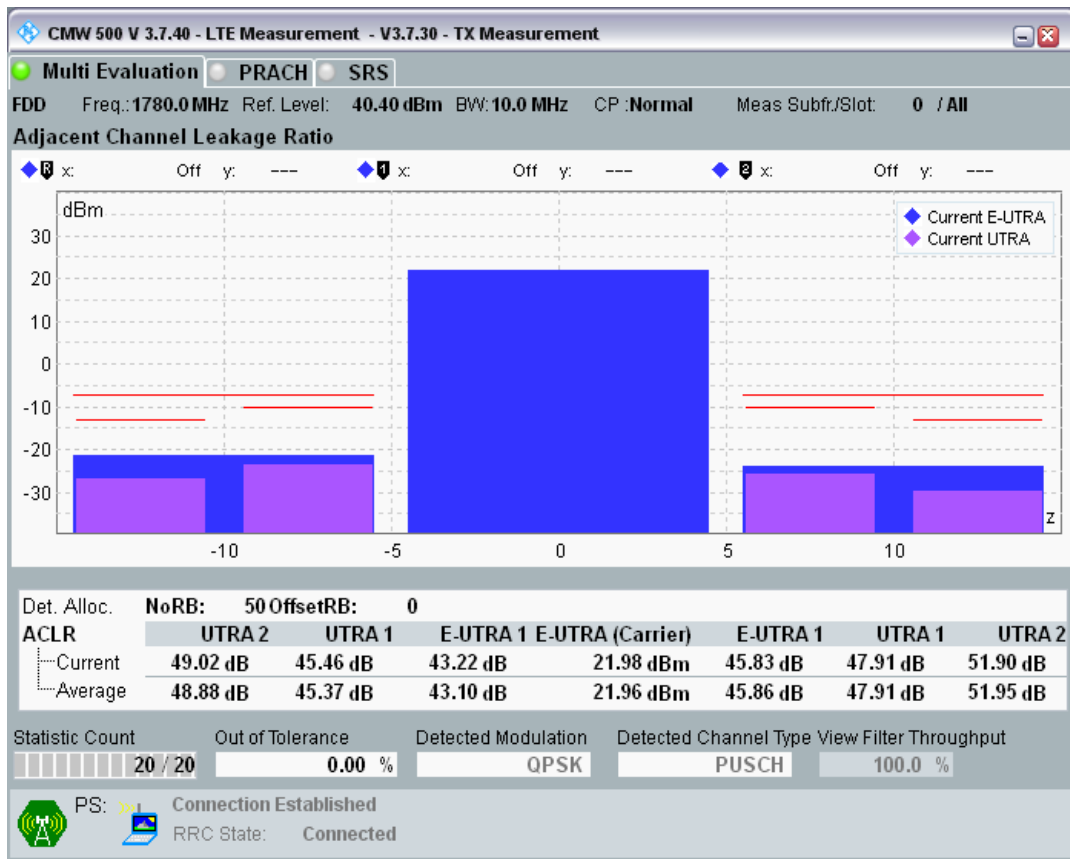 CMW 500 V 3.7.40 - LTE Measurement - V3.7.30 - TX Measurement
Multi Evaluation PRACH SRS
FDD Freq.:1780.0 MHz Ref. Level: 40.40 dBm BW:10.0 MHz CP :Normal Meas Subfr./Slot: 0 / All
Adjacent Channel Leakage Ratio
R x: Off y: --- 1 x: Off y: --- 2 x: Off y: ---
dBm
Current E-UTRA
Current UTRA
30
20
10
0
-10
-20
-30
z
-10 -5 0 5 10
Det. Alloc. NoRB: 50 OffsetRB: 0
ACLR UTRA 2 UTRA 1 E-UTRA 1 E-UTRA (Carrier) E-UTRA 1 UTRA 1 UTRA 2
Current 49.02 dB 45.46 dB 43.22 dB 21.98 dBm 45.83 dB 47.91 dB 51.90 dB
Average 48.88 dB 45.37 dB 43.10 dB 21.96 dBm 45.86 dB 47.91 dB 51.95 dB
Statistic Count Out of Tolerance Detected Modulation Detected Channel Type View Filter Throughput
20 / 20 0.00 % QPSK PUSCH 100.0 %
PS: Connection Established
RRC State: Connected